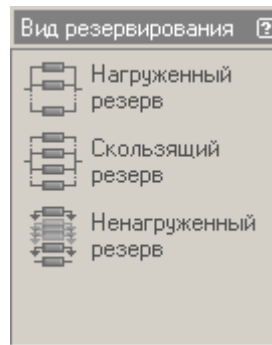 Вид резервирования ?
Нагруженный
резерв
Скользящий
резерв
Ненагруженный
резерв